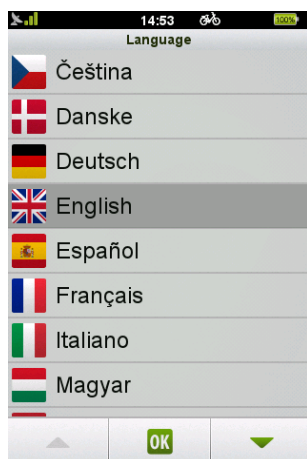 14:53
100%
Language
Čeština
Danske
Deutsch
English
Español
Français
Italiano
Magyar
OK